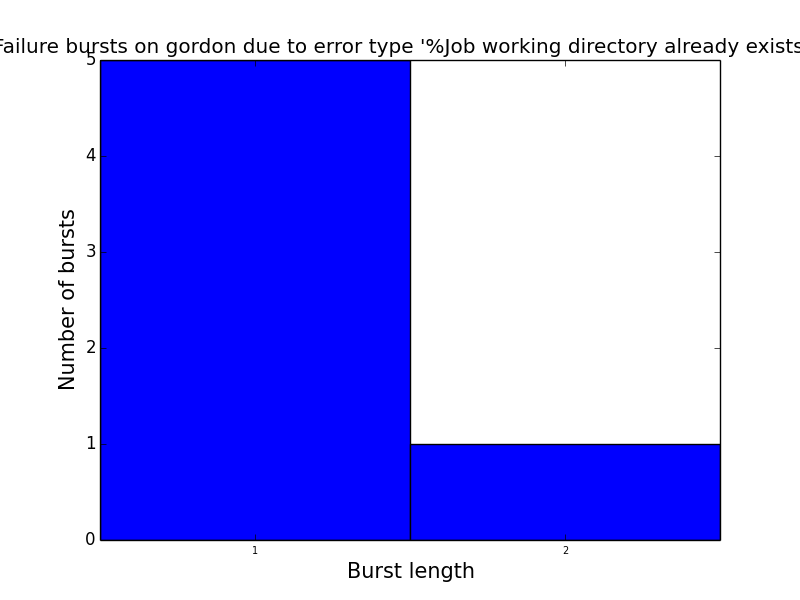 Failure bursts on gordon due to error type '%Job working directory already exists
5
4
3
2
1
0
Number of bursts
1 2
Burst length